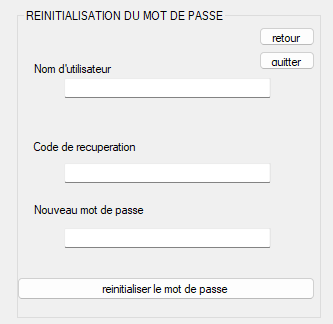 REINITIALISATION DU MOT DE PASSE
retour
quitter
Nom d'utilisateur
Code de recuperation
Nouveau mot de passe
reinitialiser le mot de passe